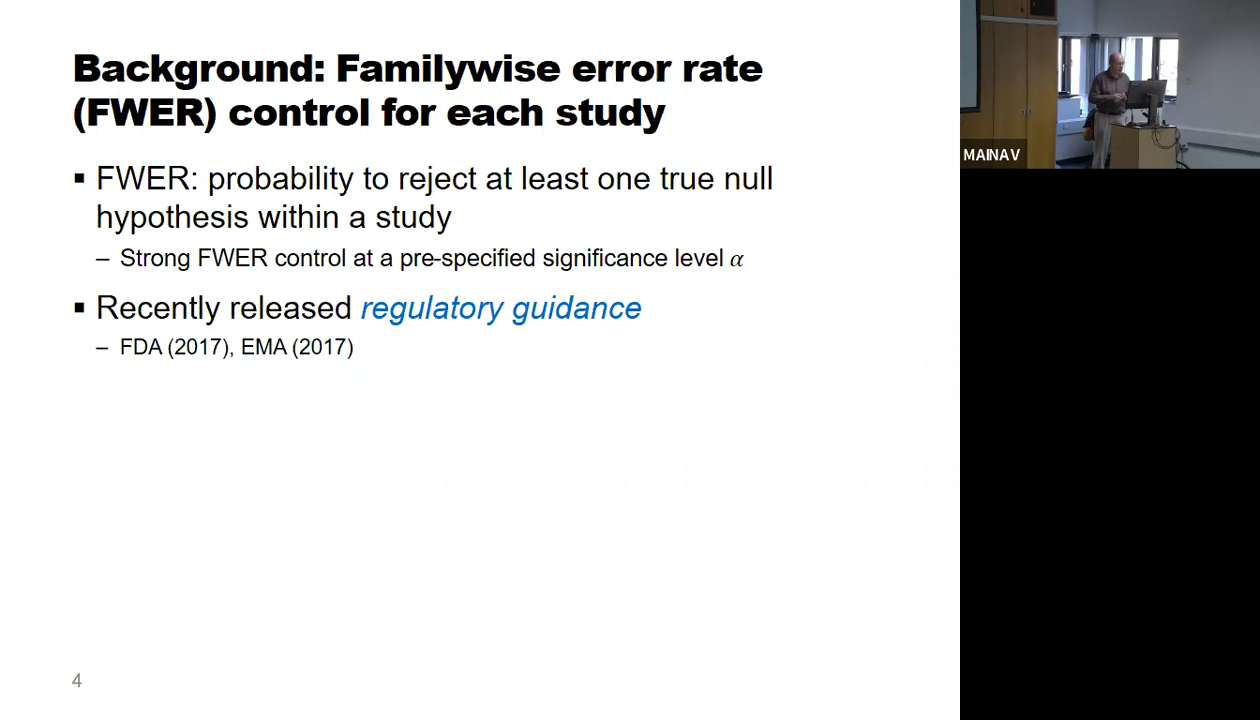 Background: Familywise error rate
(FWER) control for each study
▪ FWER: probability to reject at least one true null
hypothesis within a study
– Strong FWER control at a pre-specified significance level α
▪ Recently released regulatory guidance
– FDA (2017), EMA (2017)
4
MAINAV